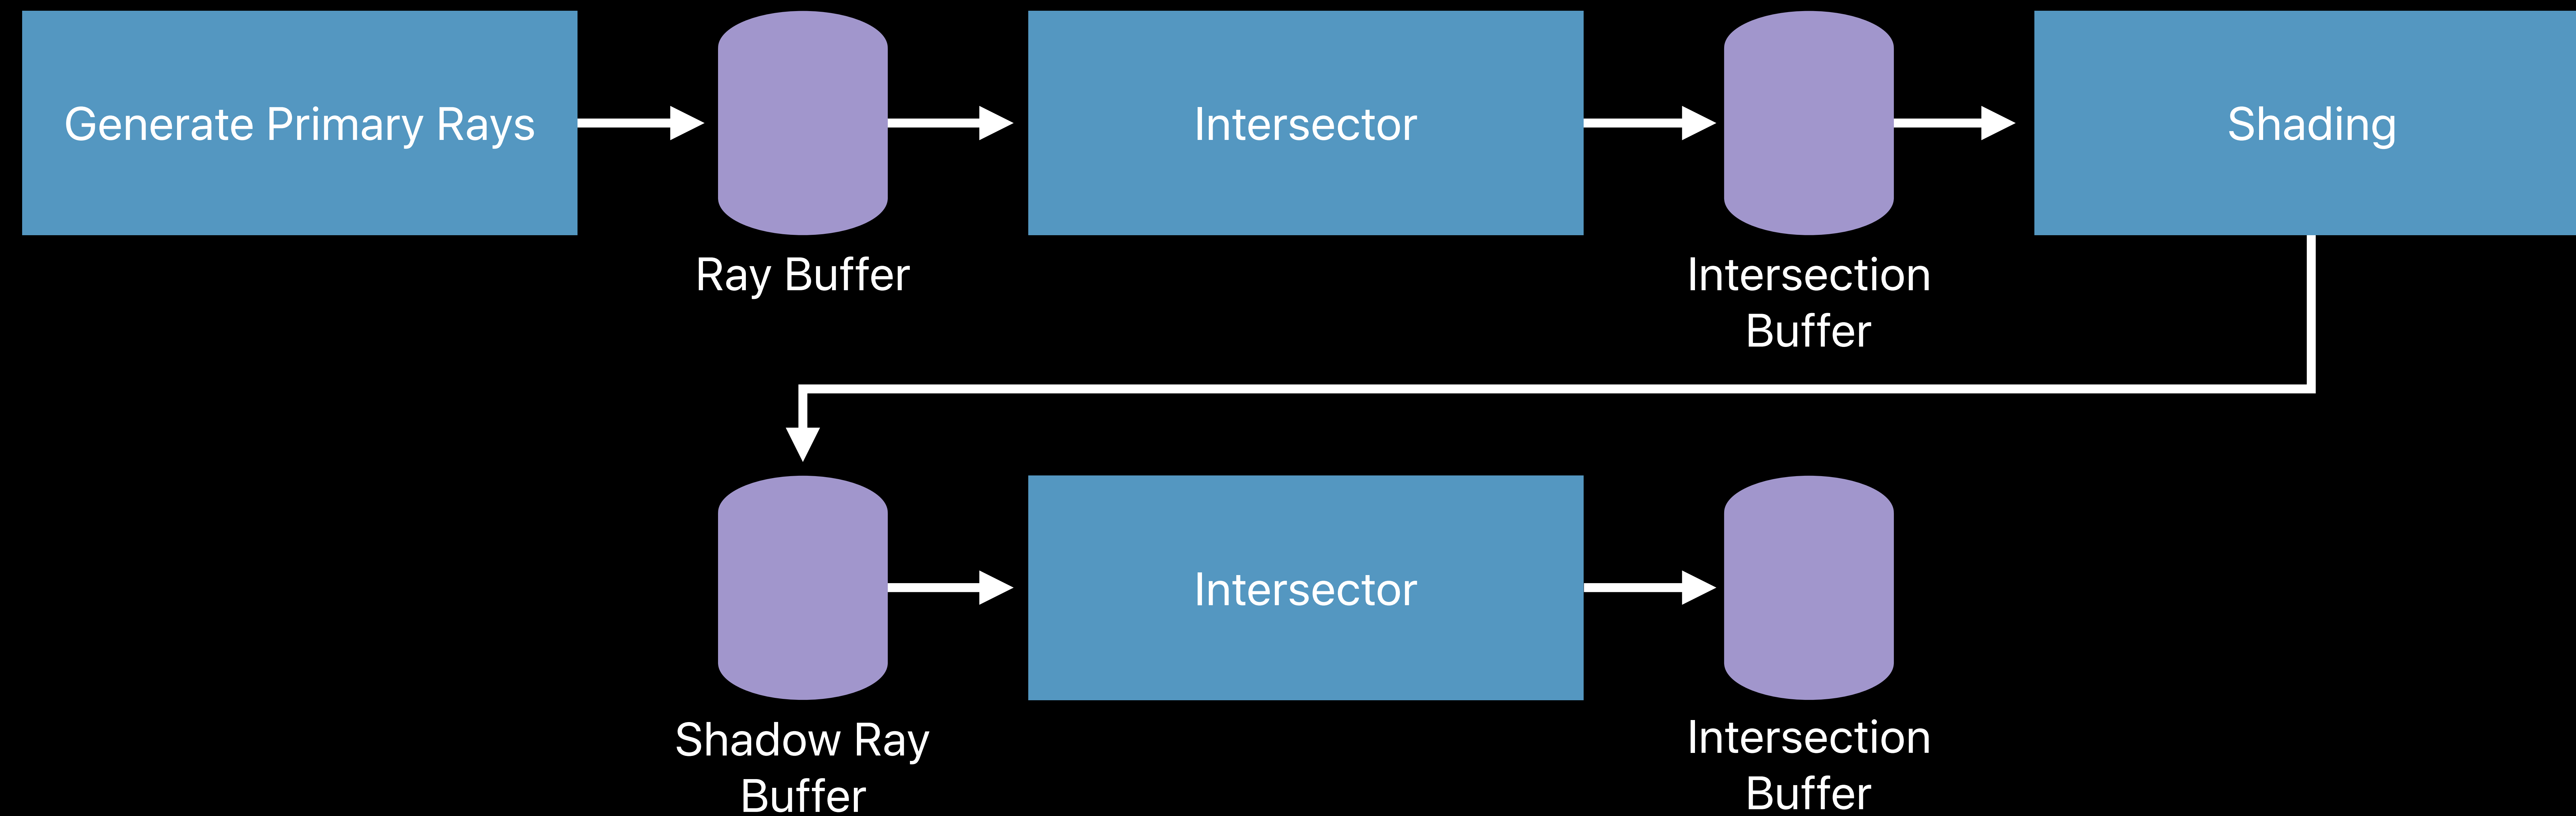 Generate Primary Rays
Intersector
Shading
Ray Buffer
Intersection
Buffer
Intersector
Shadow Ray
Buffer
Intersection
Buffer